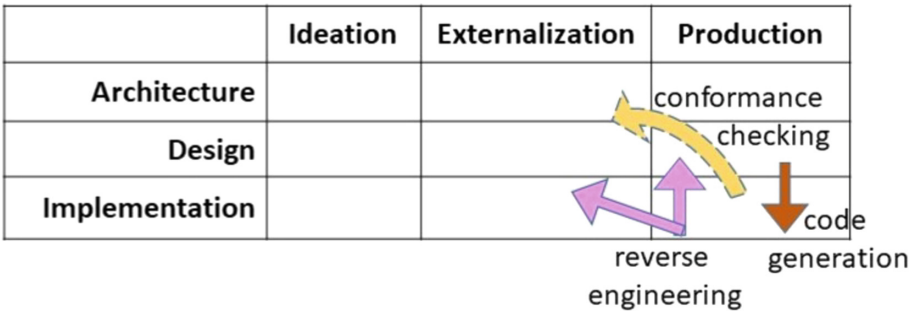 Ideation Externalization Production
Architecture
conformance
checking
Design
Implementation
code
generation
reverse
engineering